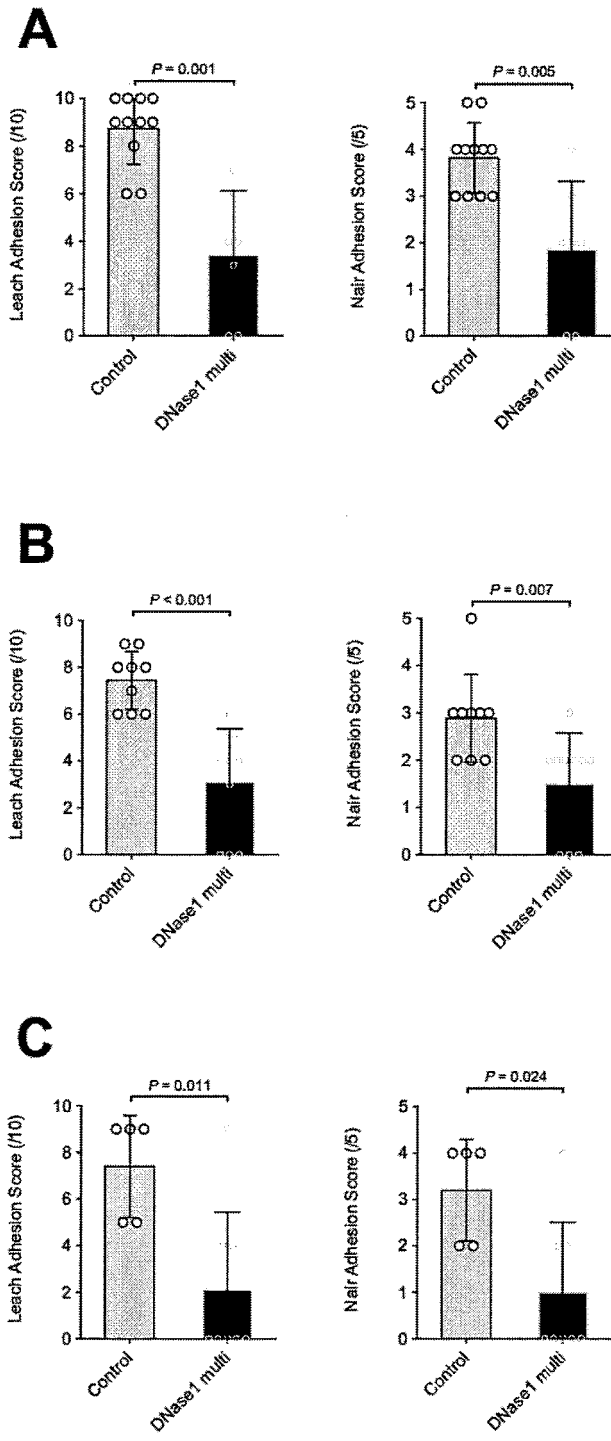 A
P = 0.001
Leach Adhesion Score (/10)
10
8
6
4
2
0
Control
DNase1 multi
P = 0.005
Nair Adhesion Score (/5)
5
4
3
2
1
0
Control
DNase1 multi
B
P < 0.001
Leach Adhesion Score (/10)
10
8
6
4
2
0
Control
DNase1 multi
P = 0.007
Nair Adhesion Score (/5)
5
4
3
2
1
0
Control
DNase1 multi
C
P = 0.011
Leach Adhesion Score (/10)
10
8
6
4
2
0
Control
DNase1 multi
P = 0.024
Nair Adhesion Score (/5)
5
4
3
2
1
0
Control
DNase1 multi